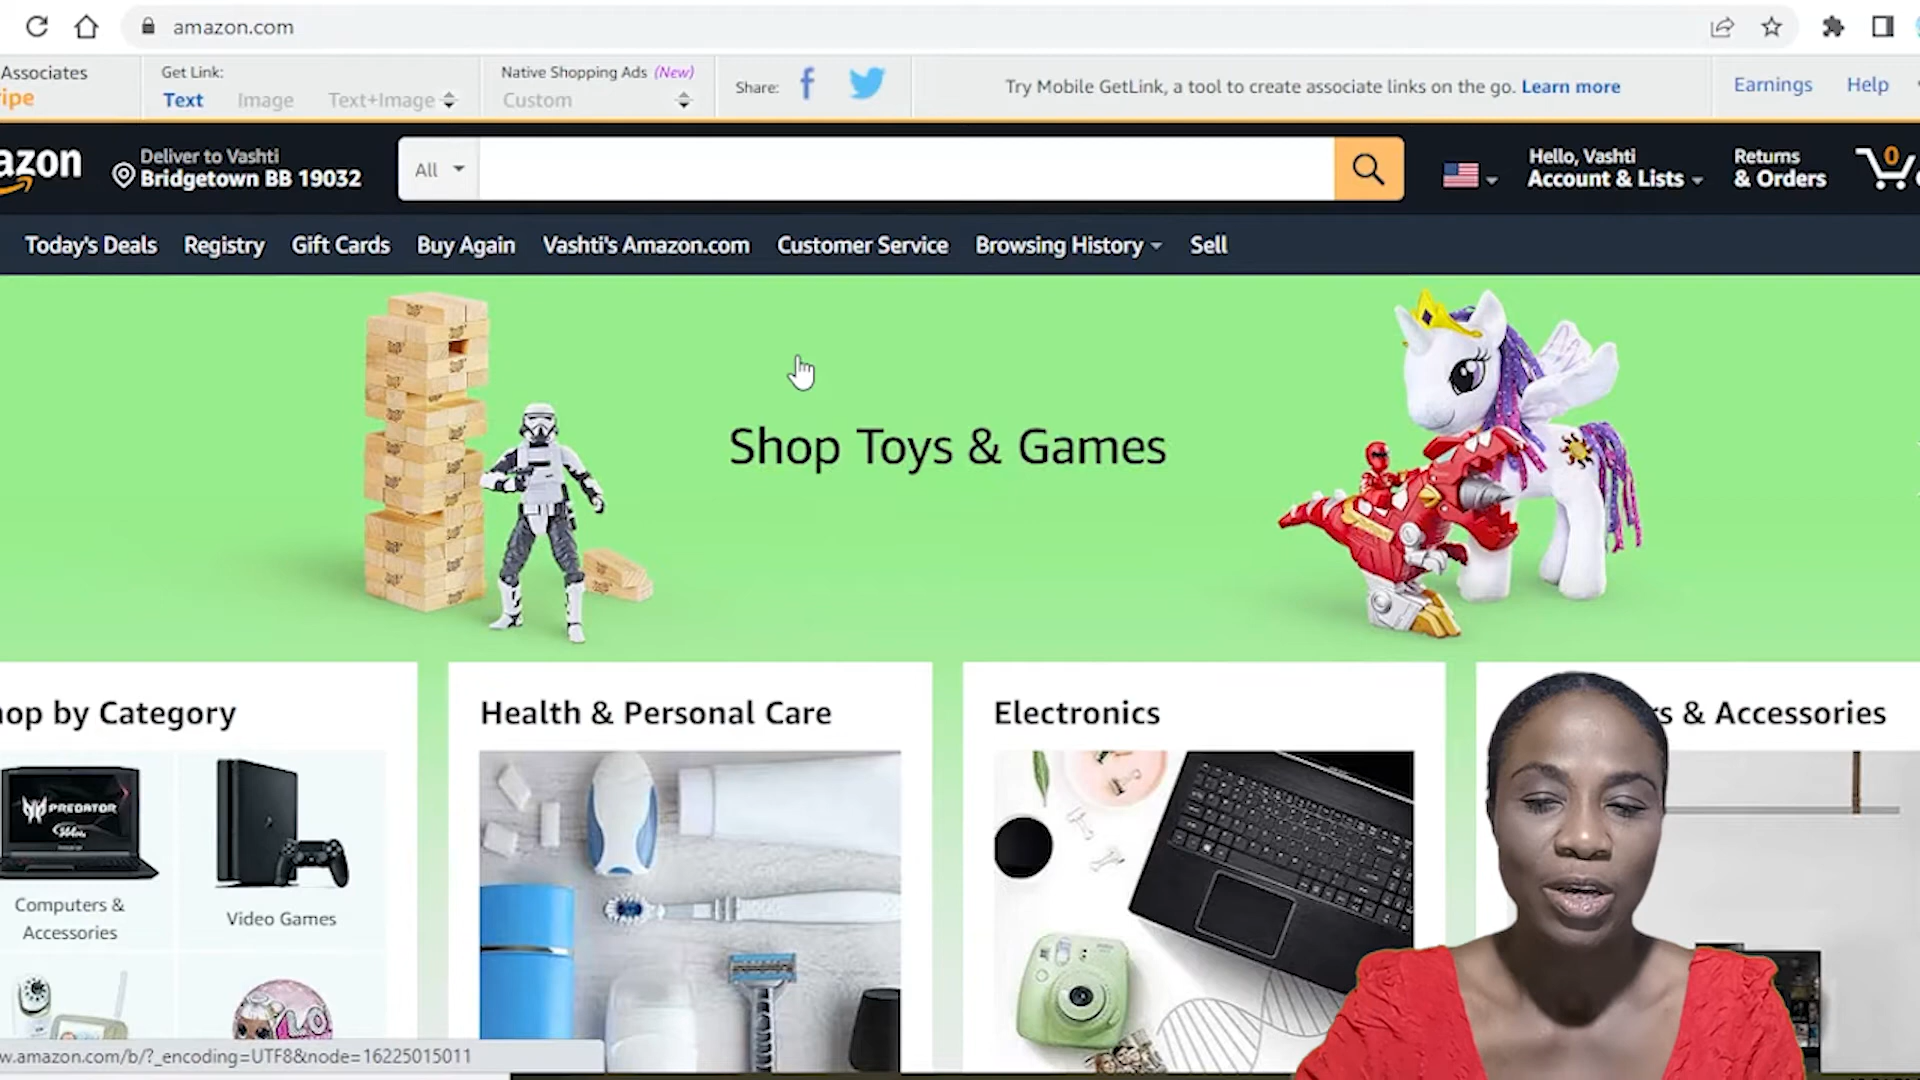 amazon.com
Associates
Get Link:
Native Shopping Ads (New)
Share:
Try Mobile GetLink, a tool to create associate links on the go. Learn more
Earnings
Help
ipe
Text
Image
Text+Image
Custom
azon
Deliver to Vashti
Bridgetown BB 19032
All
Hello, Vashti
Account & Lists
Returns
& Orders
0
Today's Deals
Registry
Gift Cards
Buy Again
Vashti's Amazon.com
Customer Service
Browsing History
Sell
Shop Toys & Games
hop by Category
Health & Personal Care
Electronics
rs & Accessories
PREDATOR
Computers &
Accessories
Video Games
w.amazon.com/b/?_encoding=UTF8&node=16225015011